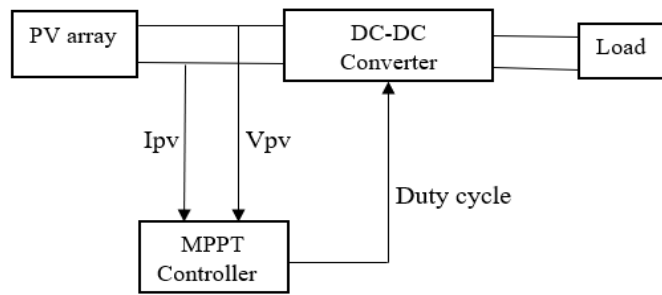 PV array
DC-DC
Converter
Load
Ipv
Vpv
Duty cycle
MPPT
Controller